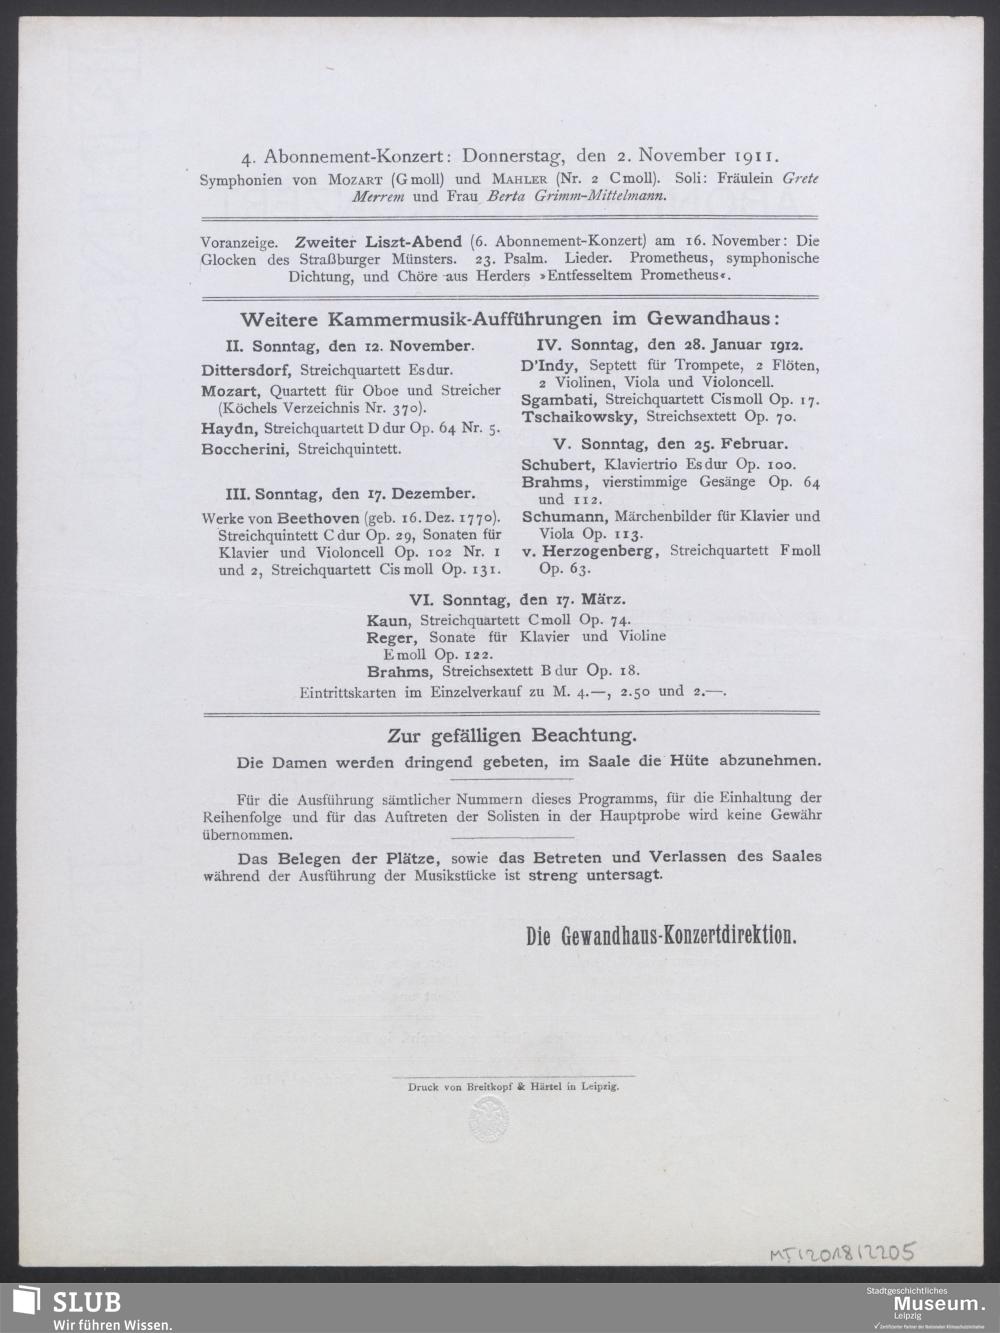 4. Abonnement-Konzert: Donnerstag, den 2. November 1911.
Symphonien von MOZART (G moll) und MAHLER (Nr. 2 C moll). Soli: Fräulein Grete
Merrem und Frau Berta Grimm-Mittelmann.
Voranzeige. Zweiter Liszt-Abend (6. Abonnement-Konzert) am 16. November: Die
Glocken des Straßburger Münsters. 23. Psalm. Lieder. Prometheus, symphonische
Dichtung, und Chöre aus Herders »Entfesseltem Prometheus«.
Weitere Kammermusik-Aufführungen im Gewandhaus:
II. Sonntag, den 12. November.
Dittersdorf, Streichquartett Es dur.
Mozart, Quartett für Oboe und Streicher
(Köchels Verzeichnis Nr. 370).
Haydn, Streichquartett D dur Op. 64 Nr. 5.
Boccherini, Streichquintett.
III. Sonntag, den 17. Dezember.
Werke von Beethoven (geb. 16. Dez. 1770).
Streichquintett C dur Op. 29, Sonaten für
Klavier und Violoncell Op. 102 Nr. 1
und 2, Streichquartett Cis moll Op. 131.
IV. Sonntag, den 28. Januar 1912.
D'Indy, Septett für Trompete, 2 Flöten,
2 Violinen, Viola und Violoncell.
Sgambati, Streichquartett Cis moll Op. 17.
Tschaikowsky, Streichsextett Op. 70.
V. Sonntag, den 25. Februar.
Schubert, Klaviertrio Es dur Op. 100.
Brahms, vierstimmige Gesänge Op. 64
und 112.
Schumann, Märchenbilder für Klavier und
Viola Op. 113.
v. Herzogenberg, Streichquartett F moll
Op. 63.
VI. Sonntag, den 17. März.
Kaun, Streichquartett C moll Op. 74.
Reger, Sonate für Klavier und Violine
E moll Op. 122.
Brahms, Streichsextett B dur Op. 18.
Eintrittskarten im Einzelverkauf zu M. 4.—, 2.50 und 2.—.
Zur gefälligen Beachtung.
Die Damen werden dringend gebeten, im Saale die Hüte abzunehmen.
Für die Ausführung sämtlicher Nummern dieses Programms, für die Einhaltung der
Reihenfolge und für das Auftreten der Solisten in der Hauptprobe wird keine Gewähr
übernommen.
Das Belegen der Plätze, sowie das Betreten und Verlassen des Saales
während der Ausführung der Musikstücke ist streng untersagt.
Die Gewandhaus-Konzertdirektion.
Druck von Breitkopf & Härtel in Leipzig.
MT/2018/2205
SLUB
Wir führen Wissen.
Stadtgeschichtliches
Museum.
Leipzig
Zertifizierter Partner der Nationalen Klimaschutzinitiative